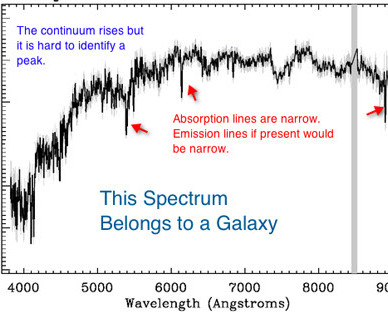 The continuum rises but
it is hard to identify a
peak.
Absorption lines are narrow.
Emission lines if present would
be narrow.
This Spectrum
Belongs to a Galaxy
4000 5000 6000 7000 8000
Wavelength (Angstroms)